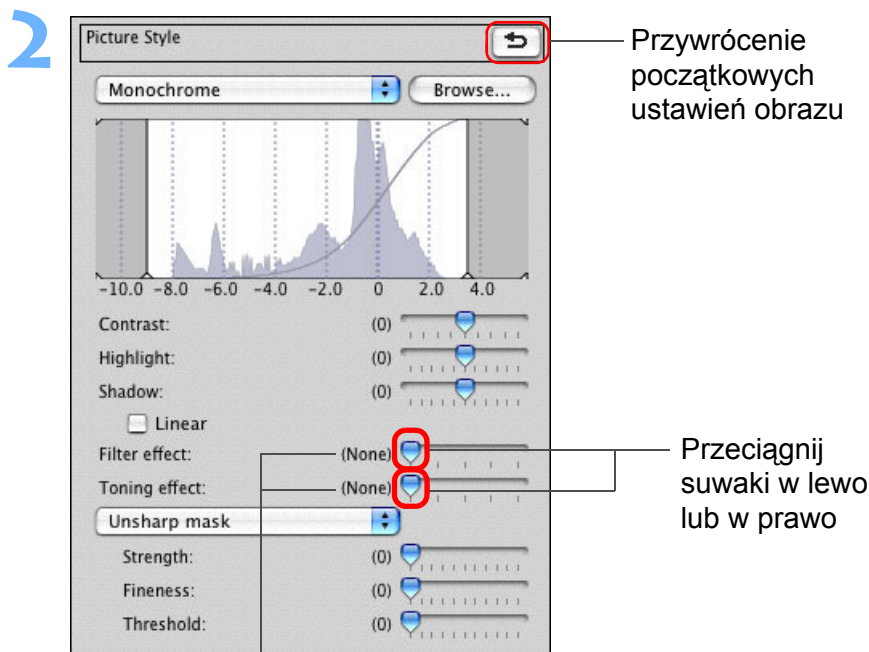 2
Picture Style
Przywrócenie
początkowych
ustawień obrazu
Monochrome
Browse...
-10.0 -8.0 -6.0 -4.0 -2.0 0 2.0 4.0
Contrast: (0)
Highlight: (0)
Shadow: (0)
Linear
Filter effect: (None)
Toning effect: (None)
Przeciągnij
suwaki w lewo
lub w prawo
Unsharp mask
Strength: (0)
Fineness: (0)
Threshold: (0)